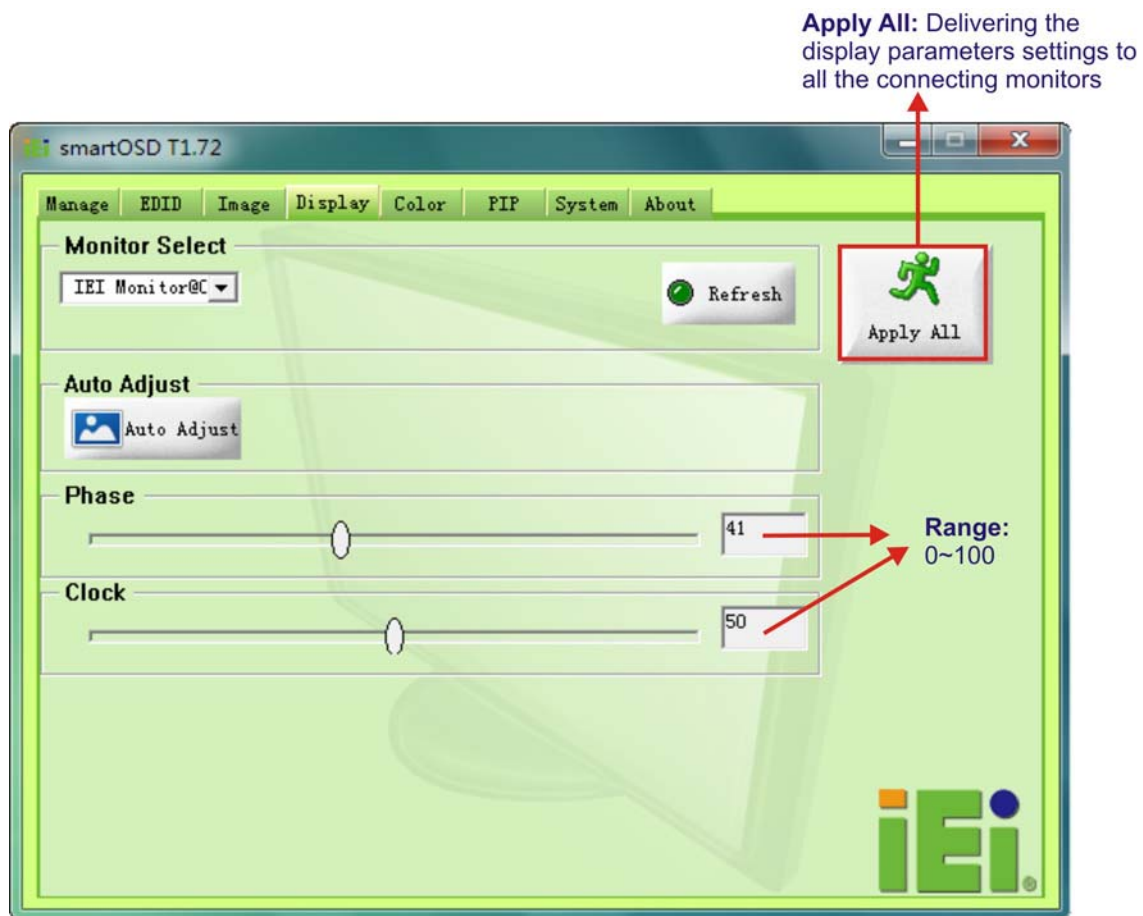 Apply All: Delivering the
display parameters settings to
all the connecting monitors
iEi smartOSD T1.72
Manage EDID Image Display Color PIP System About
Monitor Select
IEI Monitor@C
Refresh
Apply All
Auto Adjust
Auto Adjust
Phase
41
Range:
0~100
Clock
50
iEi®